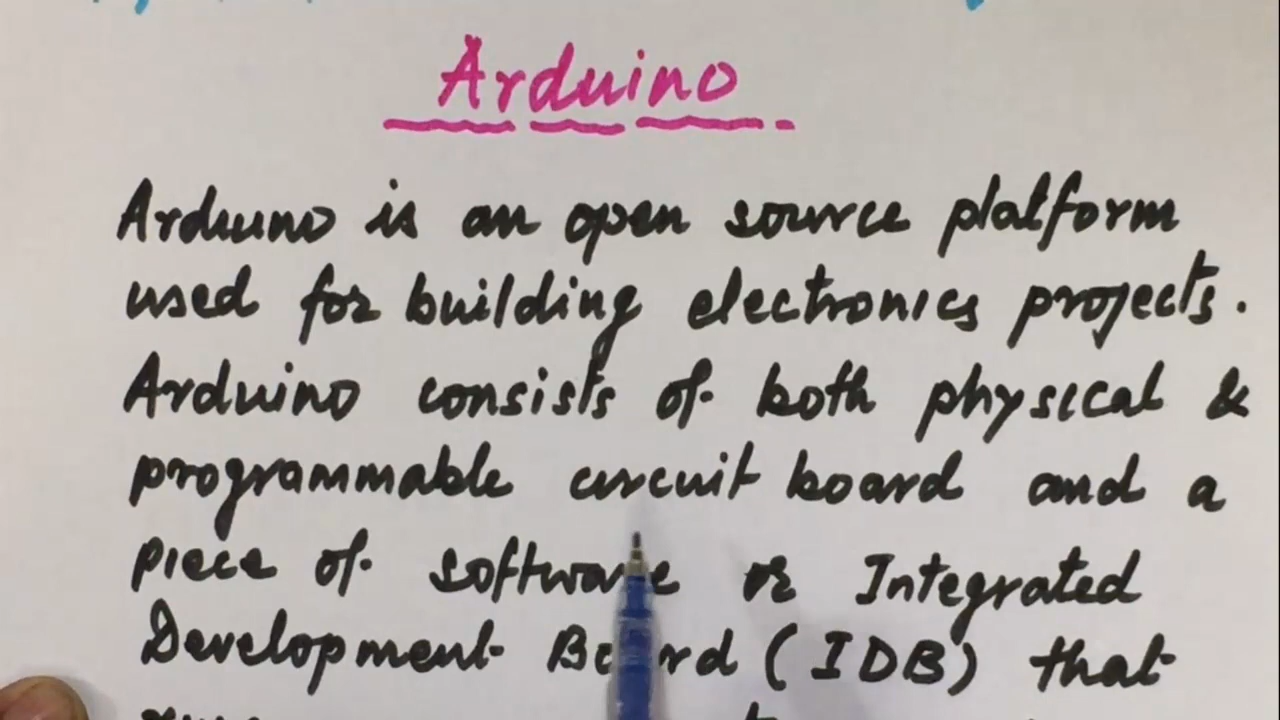 Arduino
Arduino is an open source platform
used for building electronics projects.
Arduino consists of both physical &
programmable circuit board and a
piece of software or Integrated
Development Board (IDB) that